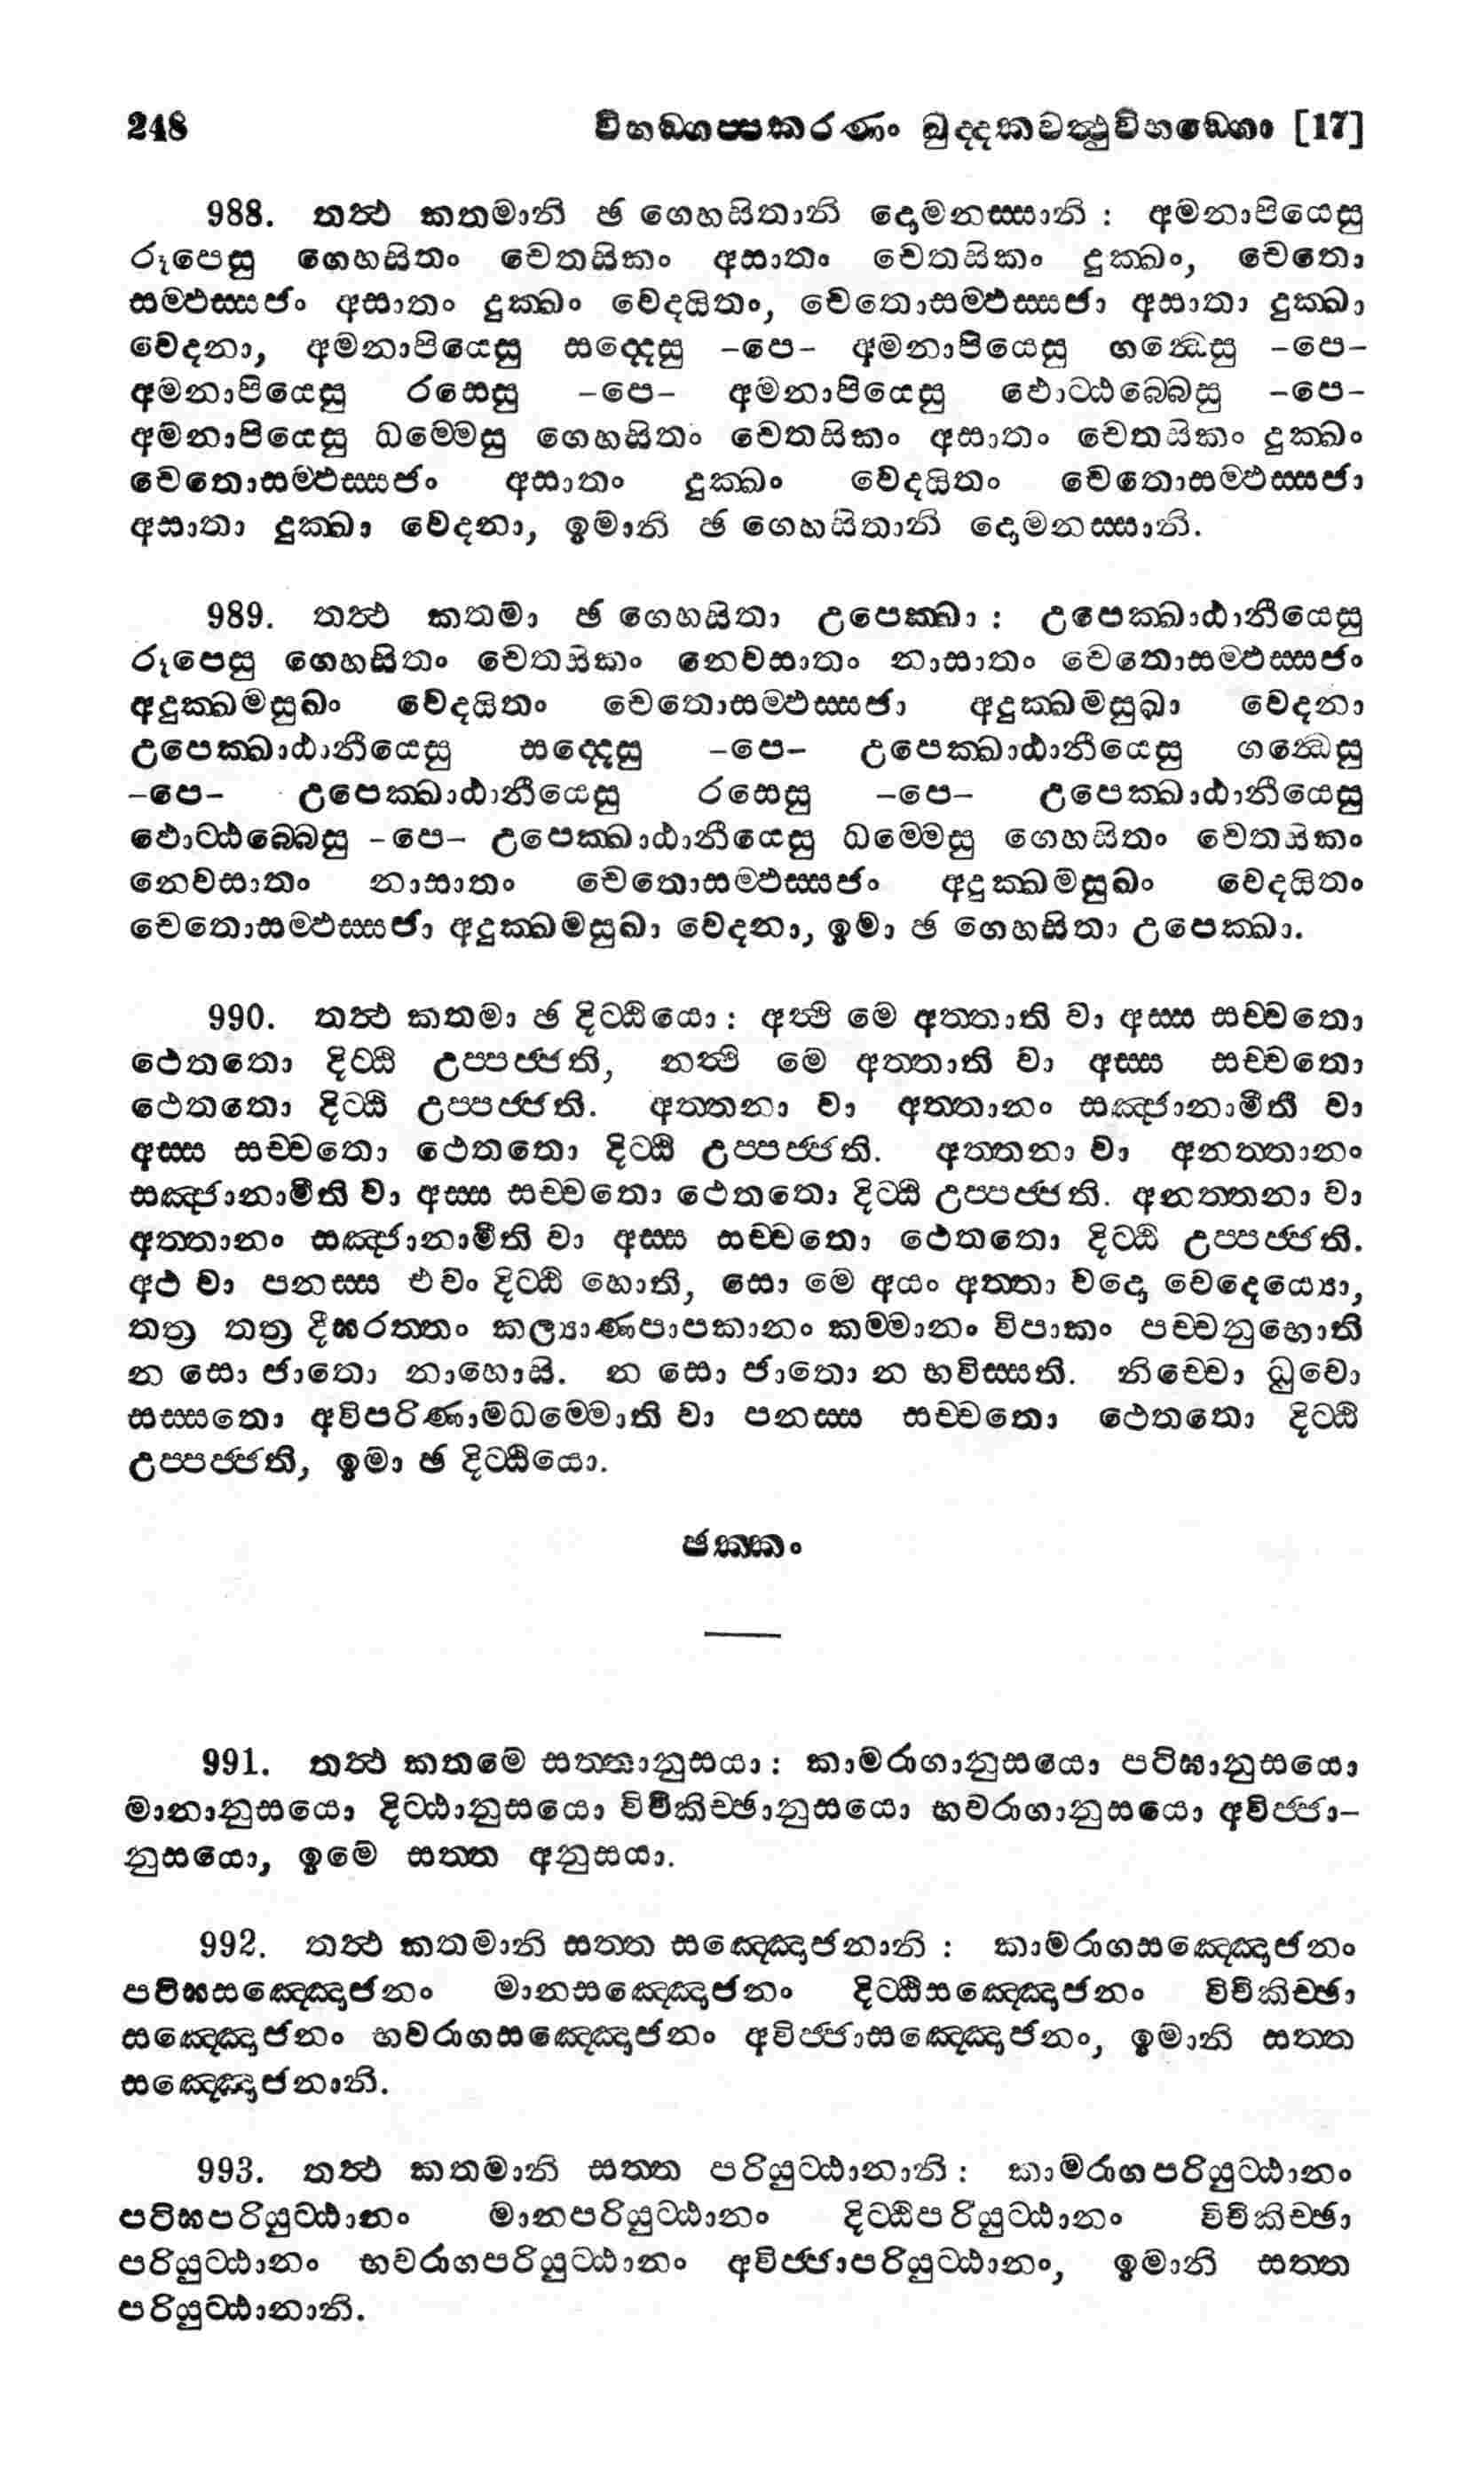 248 විභඞ්ගප්පකරණං ඛුද්දකවත්ථුවිභඞ්ගො [17]
988. තත්ථ කතමානි ඡ ගෙහසිතානි දොමනස්සානි : අමනාපියෙසු
රූපෙසු ගෙහසිතං චෙතසිකං අසාතං චෙතසිකං දුක්ඛං, චෙතො
සම්ඵස්සජං අසාතං දුක්ඛං වෙදයිතං, චෙතොසම්ඵස්සජා අසාතා දුක්ඛා
වෙදනා, අමනාපියෙසු සද්දෙසු -පෙ- අමනාපියෙසු ගන්ධෙසු -පෙ-
අමනාපියෙසු රසෙසු -පෙ- අමනාපියෙසු ඵොට්ඨබ්බෙසු -පෙ-
අමනාපියෙසු ධම්මෙසු ගෙහසිතං චෙතසිකං අසාතං චෙතසිකං දුක්ඛං
චෙතොසම්ඵස්සජං අසාතං දුක්ඛං වෙදයිතං චෙතොසම්ඵස්සජා
අසාතා දුක්ඛා වෙදනා, ඉමානි ඡ ගෙහසිතානි දොමනස්සානි.
989. තත්ථ කතමා ඡ ගෙහසිතා උපෙක්ඛා : උපෙක්ඛාඨානීයෙසු
රූපෙසු ගෙහසිතං චෙතසිකං නෙවසාතං නාසාතං චෙතොසම්ඵස්සජං
අදුක්ඛමසුඛං වෙදයිතං චෙතොසම්ඵස්සජා අදුක්ඛමසුඛා වෙදනා
උපෙක්ඛාඨානීයෙසු සද්දෙසු -පෙ- උපෙක්ඛාඨානීයෙසු ගන්ධෙසු
-පෙ- උපෙක්ඛාඨානීයෙසු රසෙසු -පෙ- උපෙක්ඛාඨානීයෙසු
ඵොට්ඨබ්බෙසු -පෙ- උපෙක්ඛාඨානීයෙසු ධම්මෙසු ගෙහසිතං චෙතසිකං
නෙවසාතං නාසාතං චෙතොසම්ඵස්සජං අදුක්ඛමසුඛං වෙදයිතං
චෙතොසම්ඵස්සජා අදුක්ඛමසුඛා වෙදනා, ඉමා ඡ ගෙහසිතා උපෙක්ඛා.
990. තත්ථ කතමා ඡ දිට්ඨියො : අත්ථි මෙ අත්තාති වා අස්ස සච්චතො
ථෙතතො දිට්ඨි උප්පජ්ජති, නත්ථි මෙ අත්තාති වා අස්ස සච්චතො
ථෙතතො දිට්ඨි උප්පජ්ජති. අත්තනා වා අත්තානං සඤ්ජානාමීතී වා
අස්ස සච්චතො ථෙතතො දිට්ඨි උප්පජ්ජති. අත්තනා වා අනත්තානං
සඤ්ජානාමීති වා අස්ස සච්චතො ථෙතතො දිට්ඨි උප්පජ්ජති. අනත්තනා වා
අත්තානං සඤ්ජානාමීති වා අස්ස සච්චතො ථෙතතො දිට්ඨි උප්පජ්ජති.
අථ වා පනස්ස එවං දිට්ඨි හොති, සො මෙ අයං අත්තා වදො වෙදෙය්‍යො,
තත්‍ර තත්‍ර දීඝරත්තං කල්‍යාණපාපකානං කම්මානං විපාකං පච්චනුභොති
න සො ජාතො නාහොසි. න සො ජාතො න භවිස්සති. නිච්චො ධුවො
සස්සතො අවිපරිණාමධම්මොති වා පනස්ස සච්චතො ථෙතතො දිට්ඨි
උප්පජ්ජති, ඉමා ඡ දිට්ඨියො.
ඡක්කං
991. තත්ථ කතමෙ සත්තානුසයා : කාමරාගානුසයො පටිඝානුසයො
මානානුසයො දිට්ඨානුසයො විචිකිච්ඡානුසයො භවරාගානුසයො අවිජ්ජා-
නුසයො, ඉමෙ සත්ත අනුසයා.
992. තත්ථ කතමානි සත්ත සඤ්ඤොජනානි : කාමරාගසඤ්ඤොජනං
පටිඝසඤ්ඤොජනං මානසඤ්ඤොජනං දිට්ඨිසඤ්ඤොජනං විචිකිච්ඡා
සඤ්ඤොජනං භවරාගසඤ්ඤොජනං අවිජ්ජාසඤ්ඤොජනං, ඉමානි සත්ත
සඤ්ඤොජනානි.
993. තත්ථ කතමානි සත්ත පරියුට්ඨානානි : කාමරාගපරියුට්ඨානං
පටිඝපරියුට්ඨානං මානපරියුට්ඨානං දිට්ඨිපරියුට්ඨානං විචිකිච්ඡා
පරියුට්ඨානං භවරාගපරියුට්ඨානං අවිජ්ජාපරියුට්ඨානං, ඉමානි සත්ත
පරියුට්ඨානානි.